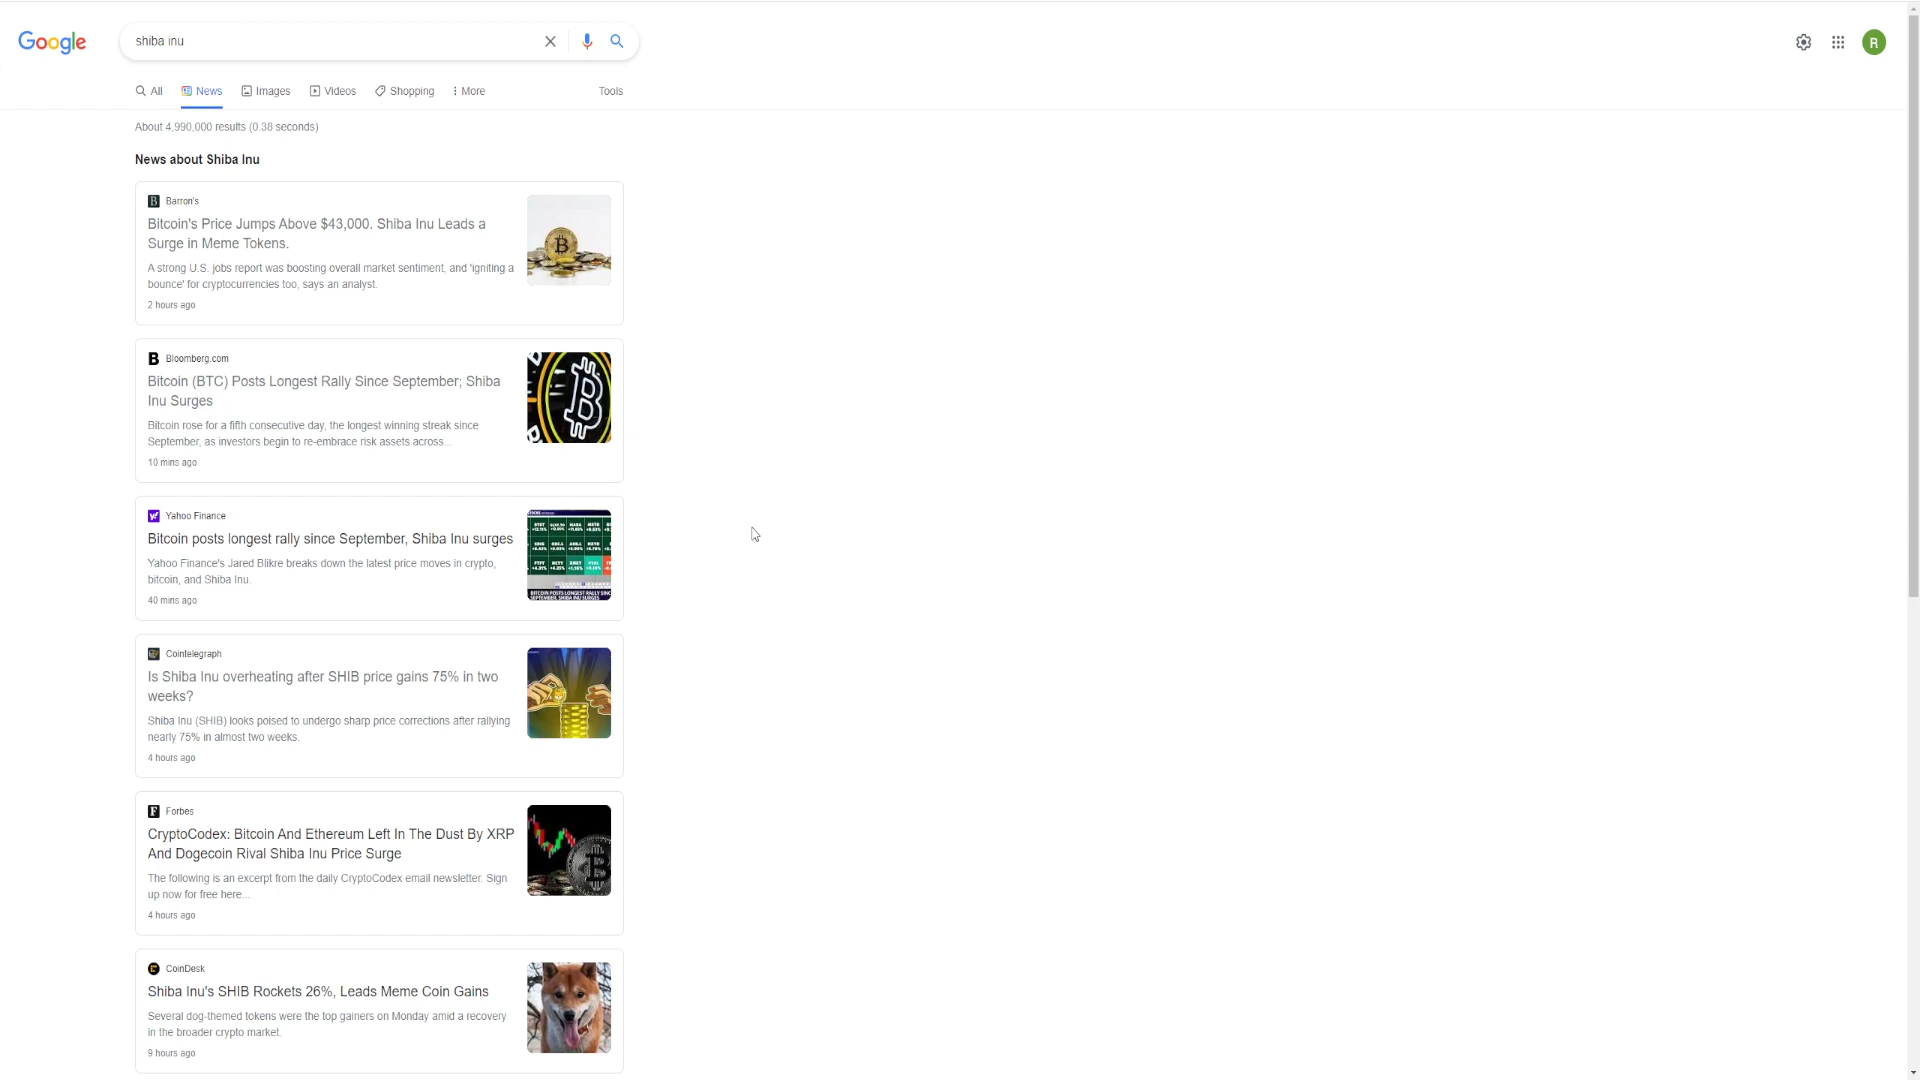 Google
shiba inu
R
All
News
Images
Videos
Shopping
More
Tools
About 4,990,000 results (0.38 seconds)
News about Shiba Inu
Barron's
Bitcoin's Price Jumps Above $43,000. Shiba Inu Leads a
Surge in Meme Tokens.
A strong U.S. jobs report was boosting overall market sentiment, and 'igniting a
bounce' for cryptocurrencies too, says an analyst.
2 hours ago
Bloomberg.com
Bitcoin (BTC) Posts Longest Rally Since September; Shiba
Inu Surges
Bitcoin rose for a fifth consecutive day, the longest winning streak since
September, as investors begin to re-embrace risk assets across...
10 mins ago
Yahoo Finance
Bitcoin posts longest rally since September, Shiba Inu surges
Yahoo Finance's Jared Blikre breaks down the latest price moves in crypto,
bitcoin, and Shiba Inu.
40 mins ago
BITCOIN POSTS LONGEST RALLY SINC
SEPTEMBER, SHIBA INU SURGES
Cointelegraph
Is Shiba Inu overheating after SHIB price gains 75% in two
weeks?
Shiba Inu (SHIB) looks poised to undergo sharp price corrections after rallying
nearly 75% in almost two weeks.
4 hours ago
Forbes
CryptoCodex: Bitcoin And Ethereum Left In The Dust By XRP
And Dogecoin Rival Shiba Inu Price Surge
The following is an excerpt from the daily CryptoCodex email newsletter. Sign
up now for free here...
4 hours ago
CoinDesk
Shiba Inu's SHIB Rockets 26%, Leads Meme Coin Gains
Several dog-themed tokens were the top gainers on Monday amid a recovery
in the broader crypto market.
9 hours ago